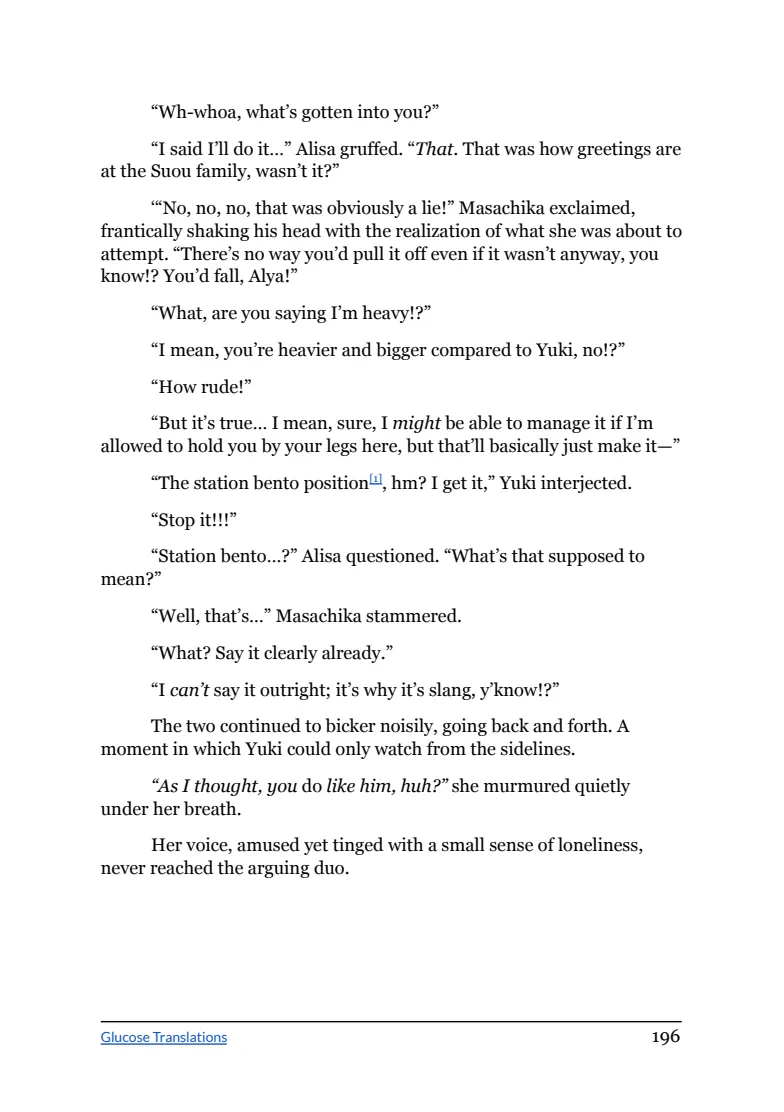 “Wh-whoa, what’s gotten into you?”
“I said I’ll do it…” Alisa gruffed. “That. That was how greetings are
at the Suou family, wasn’t it?”
‘“No, no, no, that was obviously a lie!” Masachika exclaimed,
frantically shaking his head with the realization of what she was about to
attempt. “There’s no way you’d pull it off even if it wasn’t anyway, you
know!? You’d fall, Alya!”
“What, are you saying I’m heavy!?”
“I mean, you’re heavier and bigger compared to Yuki, no!?”
“How rude!”
“But it’s true… I mean, sure, I might be able to manage it if I’m
allowed to hold you by your legs here, but that’ll basically just make it—”
“The station bento position[1], hm? I get it,” Yuki interjected.
“Stop it!!!”
“Station bento…?” Alisa questioned. “What’s that supposed to
mean?”
“Well, that’s…” Masachika stammered.
“What? Say it clearly already.”
“I can’t say it outright; it’s why it’s slang, y’know!?”
The two continued to bicker noisily, going back and forth. A
moment in which Yuki could only watch from the sidelines.
“As I thought, you do like him, huh?” she murmured quietly
under her breath.
Her voice, amused yet tinged with a small sense of loneliness,
never reached the arguing duo.
Glucose Translations
196